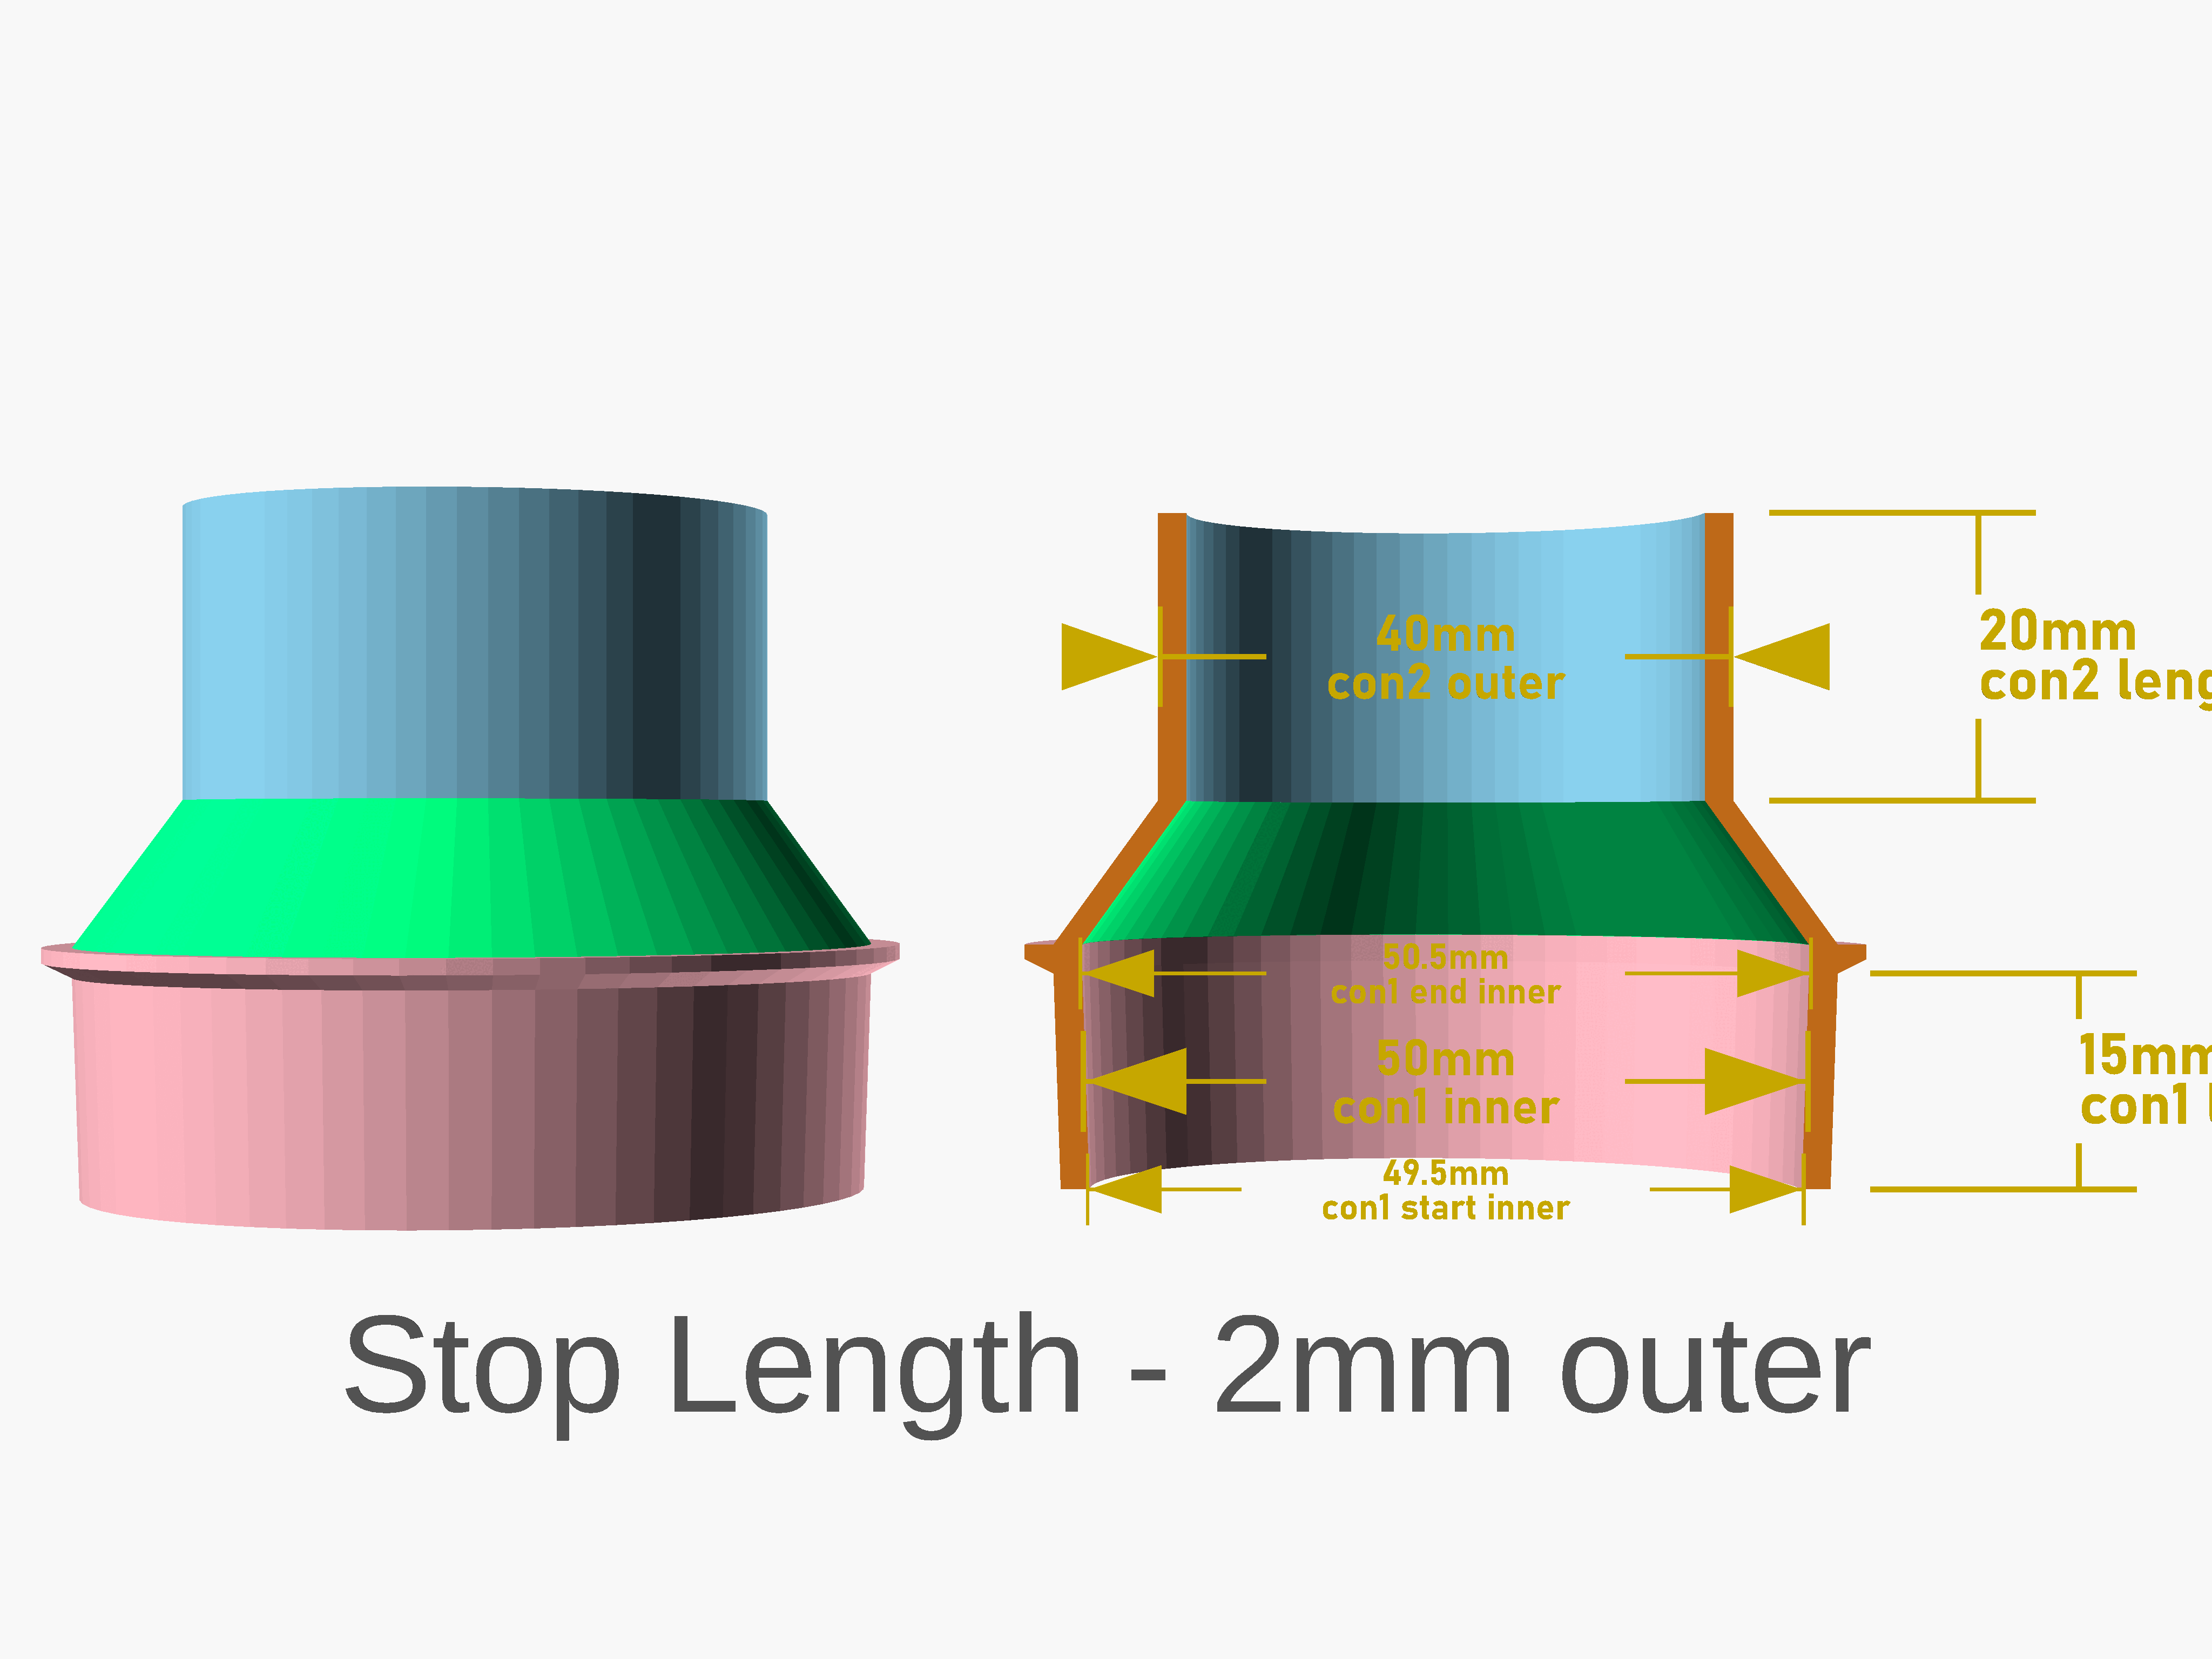 40mm
con2 outer
20mm
con2 leng
50.5mm
con1 end inner
50mm
con1 inner
15mm
con1 l
49.5mm
con1 start inner
Stop Length - 2mm outer